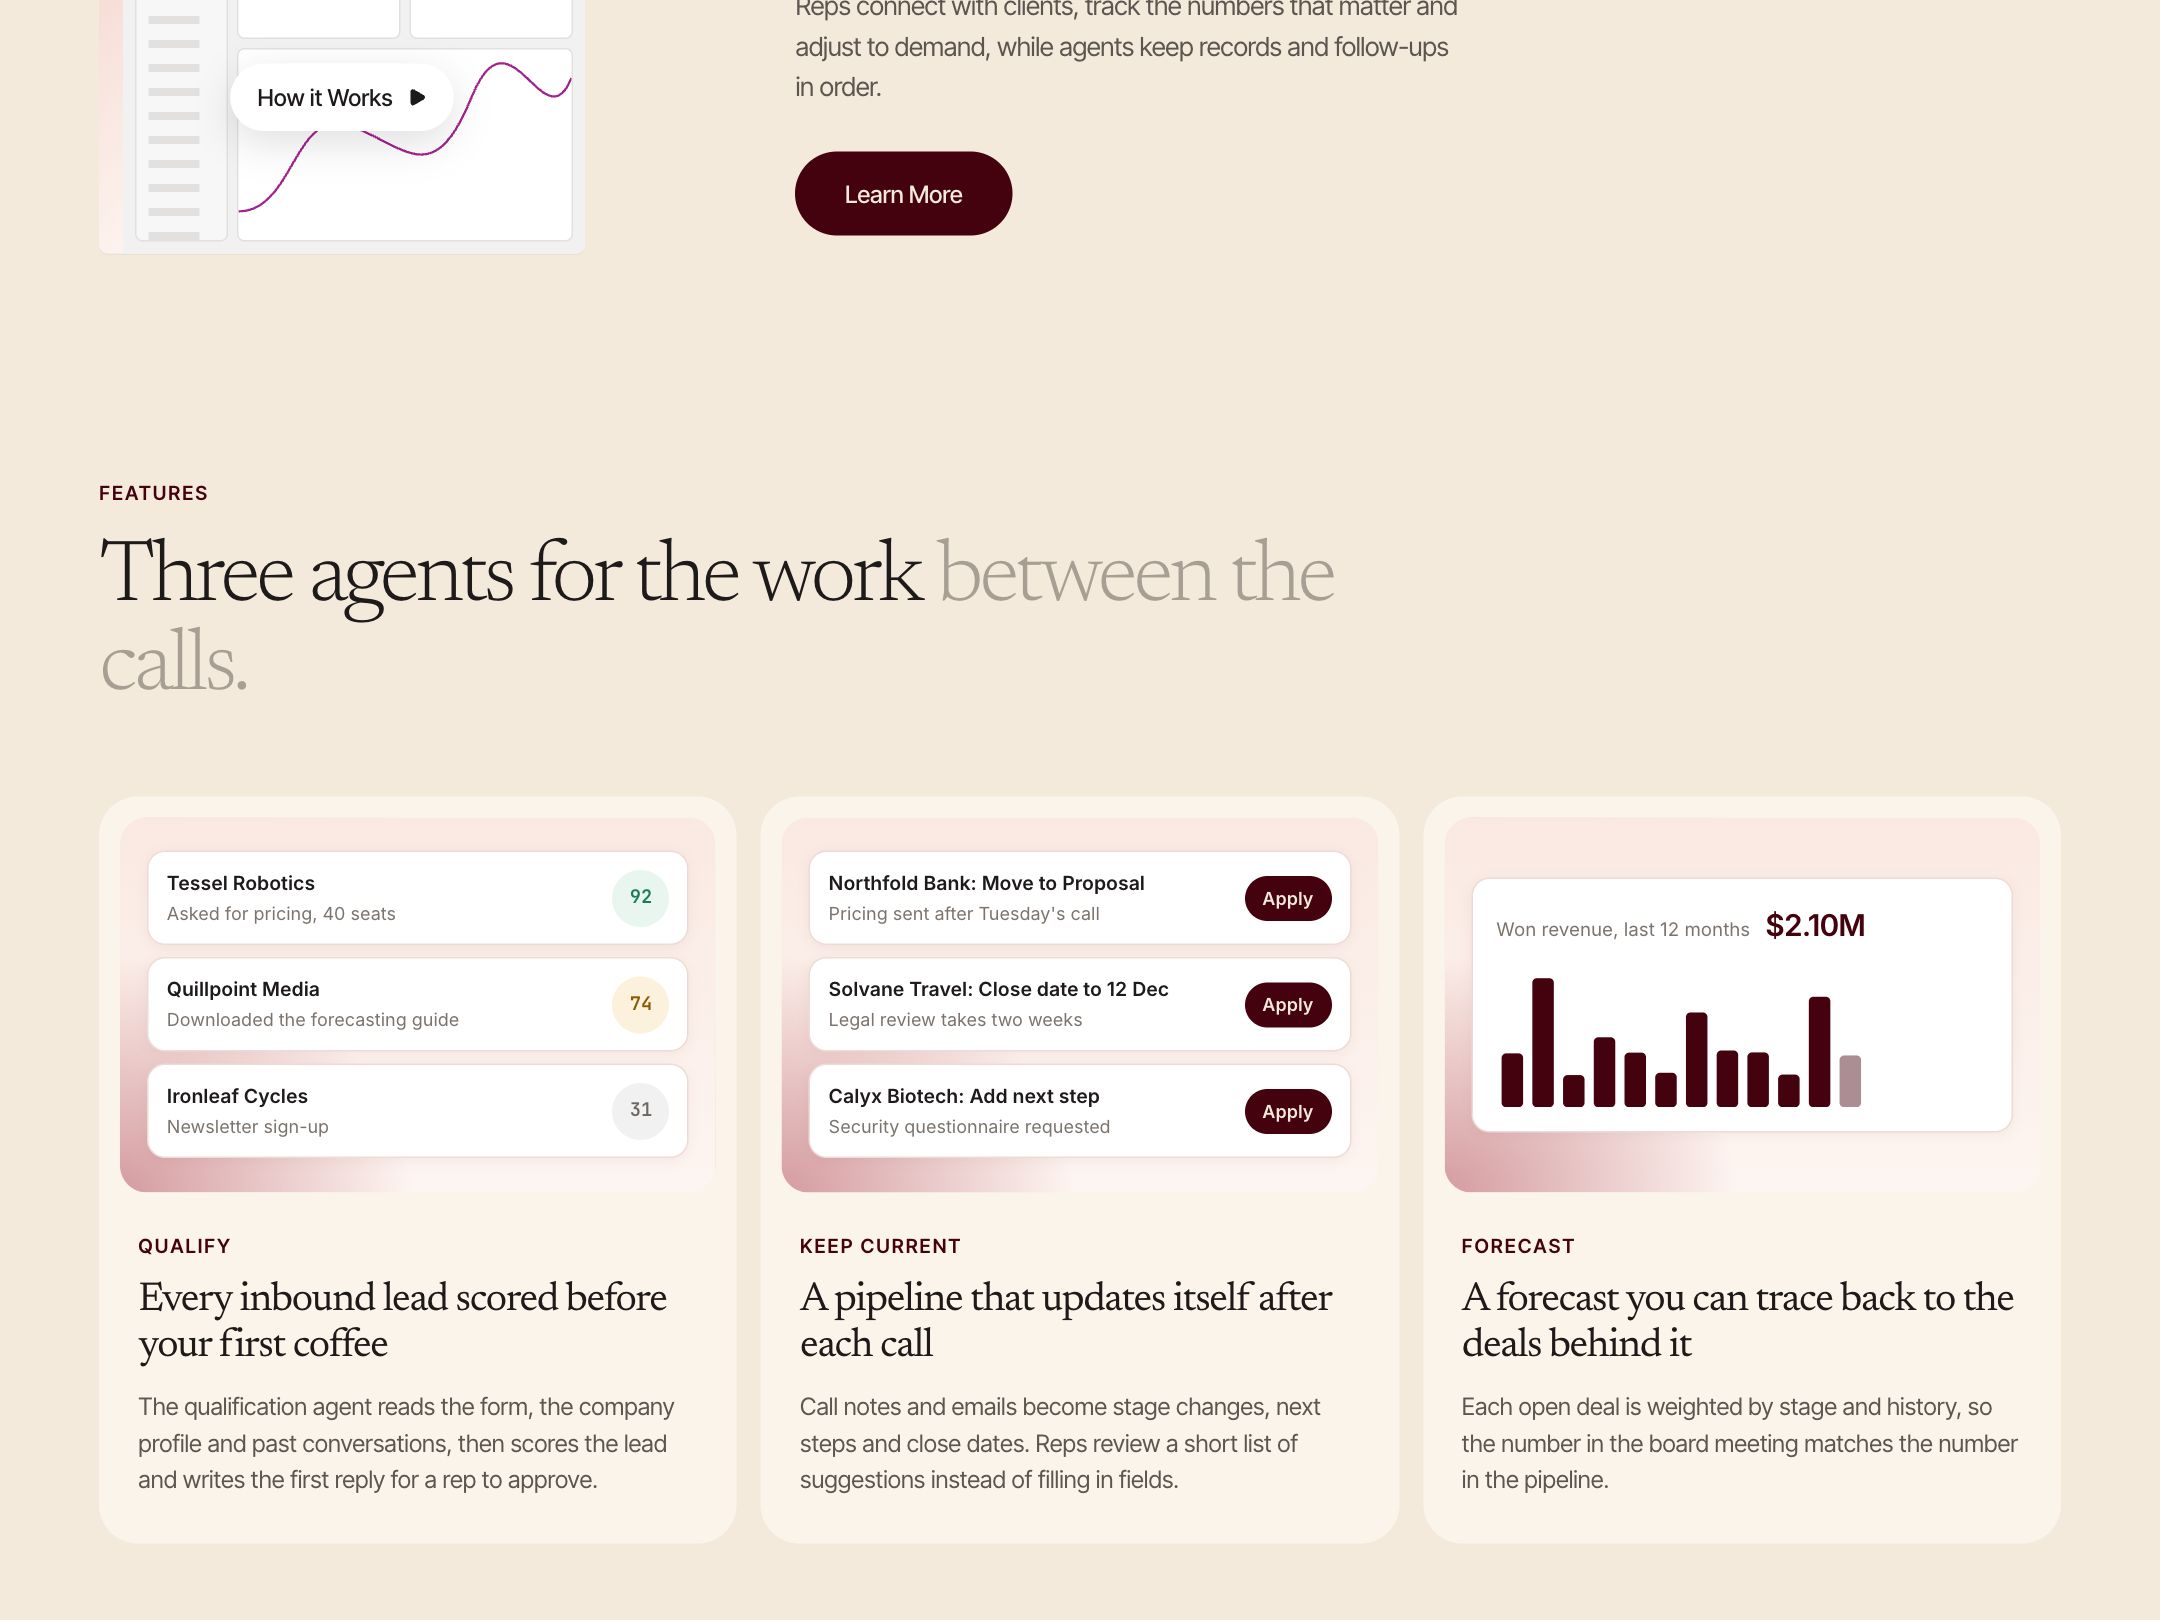 Reps connect with clients, track the numbers that matter and
adjust to demand, while agents keep records and follow-ups
in order.
How it Works
Learn More
FEATURES
Three agents for the work between the
calls.
Tessel Robotics
Asked for pricing, 40 seats
92
Quillpoint Media
Downloaded the forecasting guide
74
Ironleaf Cycles
Newsletter sign-up
31
QUALIFY
Every inbound lead scored before
your first coffee
The qualification agent reads the form, the company
profile and past conversations, then scores the lead
and writes the first reply for a rep to approve.
Northfold Bank: Move to Proposal
Pricing sent after Tuesday's call
Apply
Solvane Travel: Close date to 12 Dec
Legal review takes two weeks
Apply
Calyx Biotech: Add next step
Security questionnaire requested
Apply
KEEP CURRENT
A pipeline that updates itself after
each call
Call notes and emails become stage changes, next
steps and close dates. Reps review a short list of
suggestions instead of filling in fields.
Won revenue, last 12 months $2.10M
FORECAST
A forecast you can trace back to the
deals behind it
Each open deal is weighted by stage and history, so
the number in the board meeting matches the number
in the pipeline.